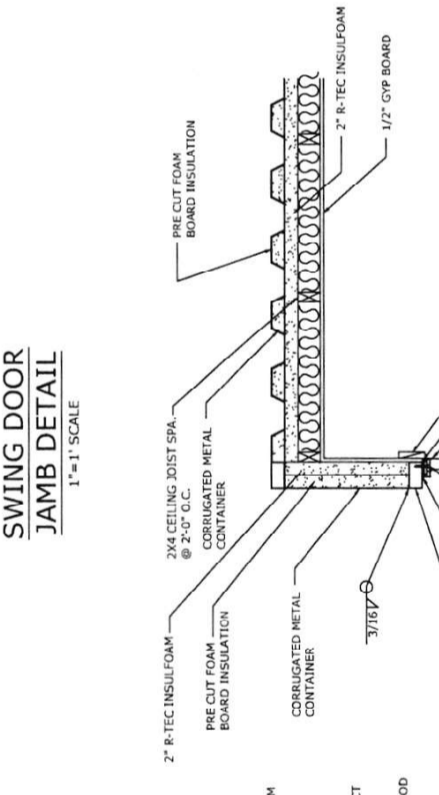 SWING DOOR
JAMB DETAIL
1"=1' SCALE
PRE CUT FOAM
BOARD INSULATION
2X4 CEILING JOIST SPA.
@ 2'-0" O.C.
CORRUGATED METAL
CONTAINER
2" R-TEC INSULFOAM
1/2" GYP BOARD
2" R-TEC INSULFOAM
PRE CUT FOAM
BOARD INSULATION
CORRUGATED METAL
CONTAINER
3/16
M
CT
OD